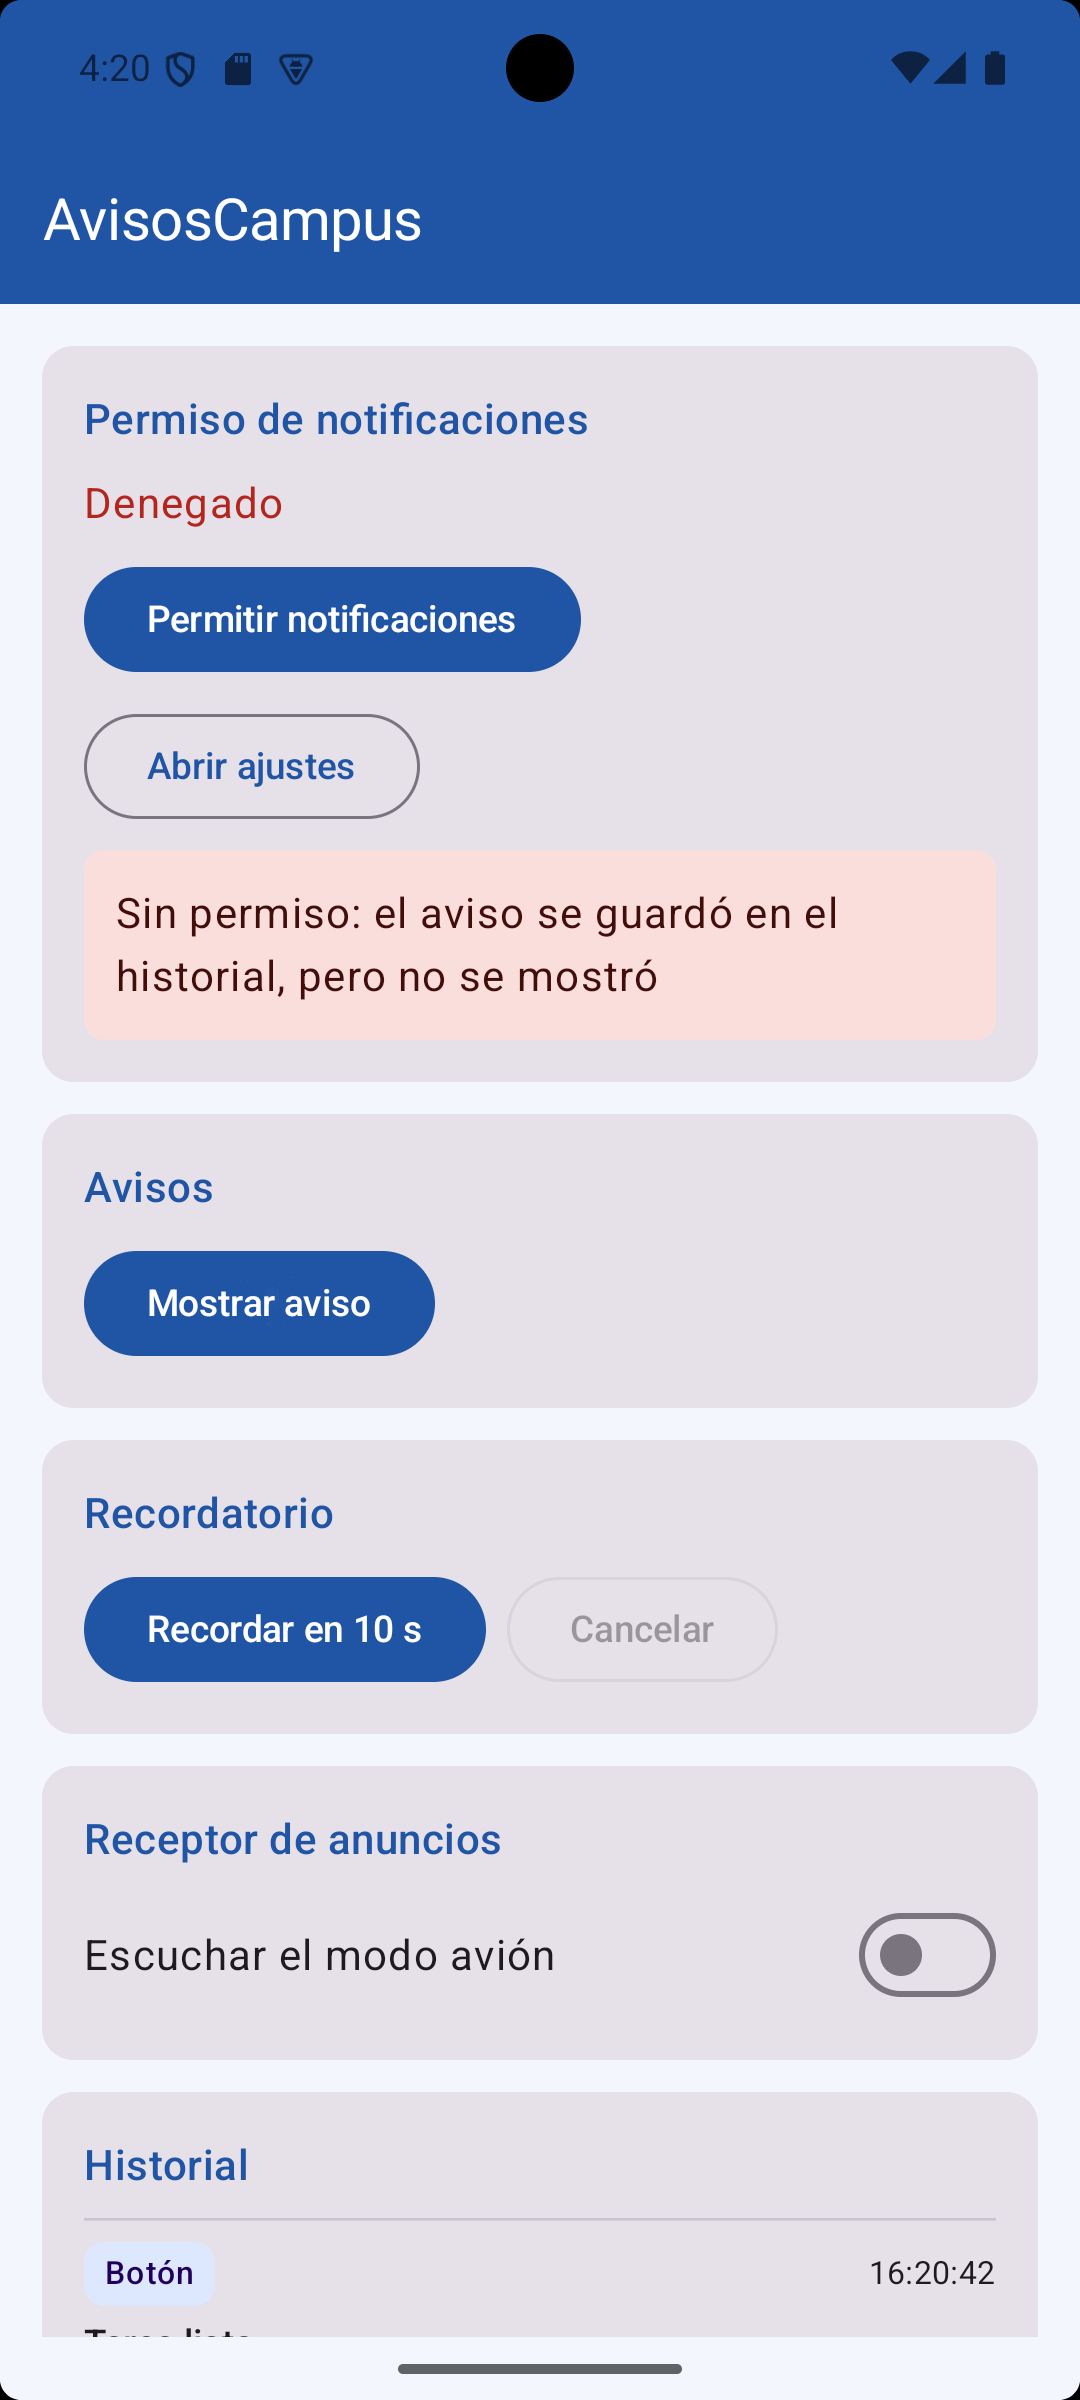 4:20
AvisosCampus
Permiso de notificaciones
Denegado
Permitir notificaciones
Abrir ajustes
Sin permiso: el aviso se guardó en el
historial, pero no se mostró
Avisos
Mostrar aviso
Recordatorio
Recordar en 10 s
Cancelar
Receptor de anuncios
Escuchar el modo avión
Historial
Botón
16:20:42